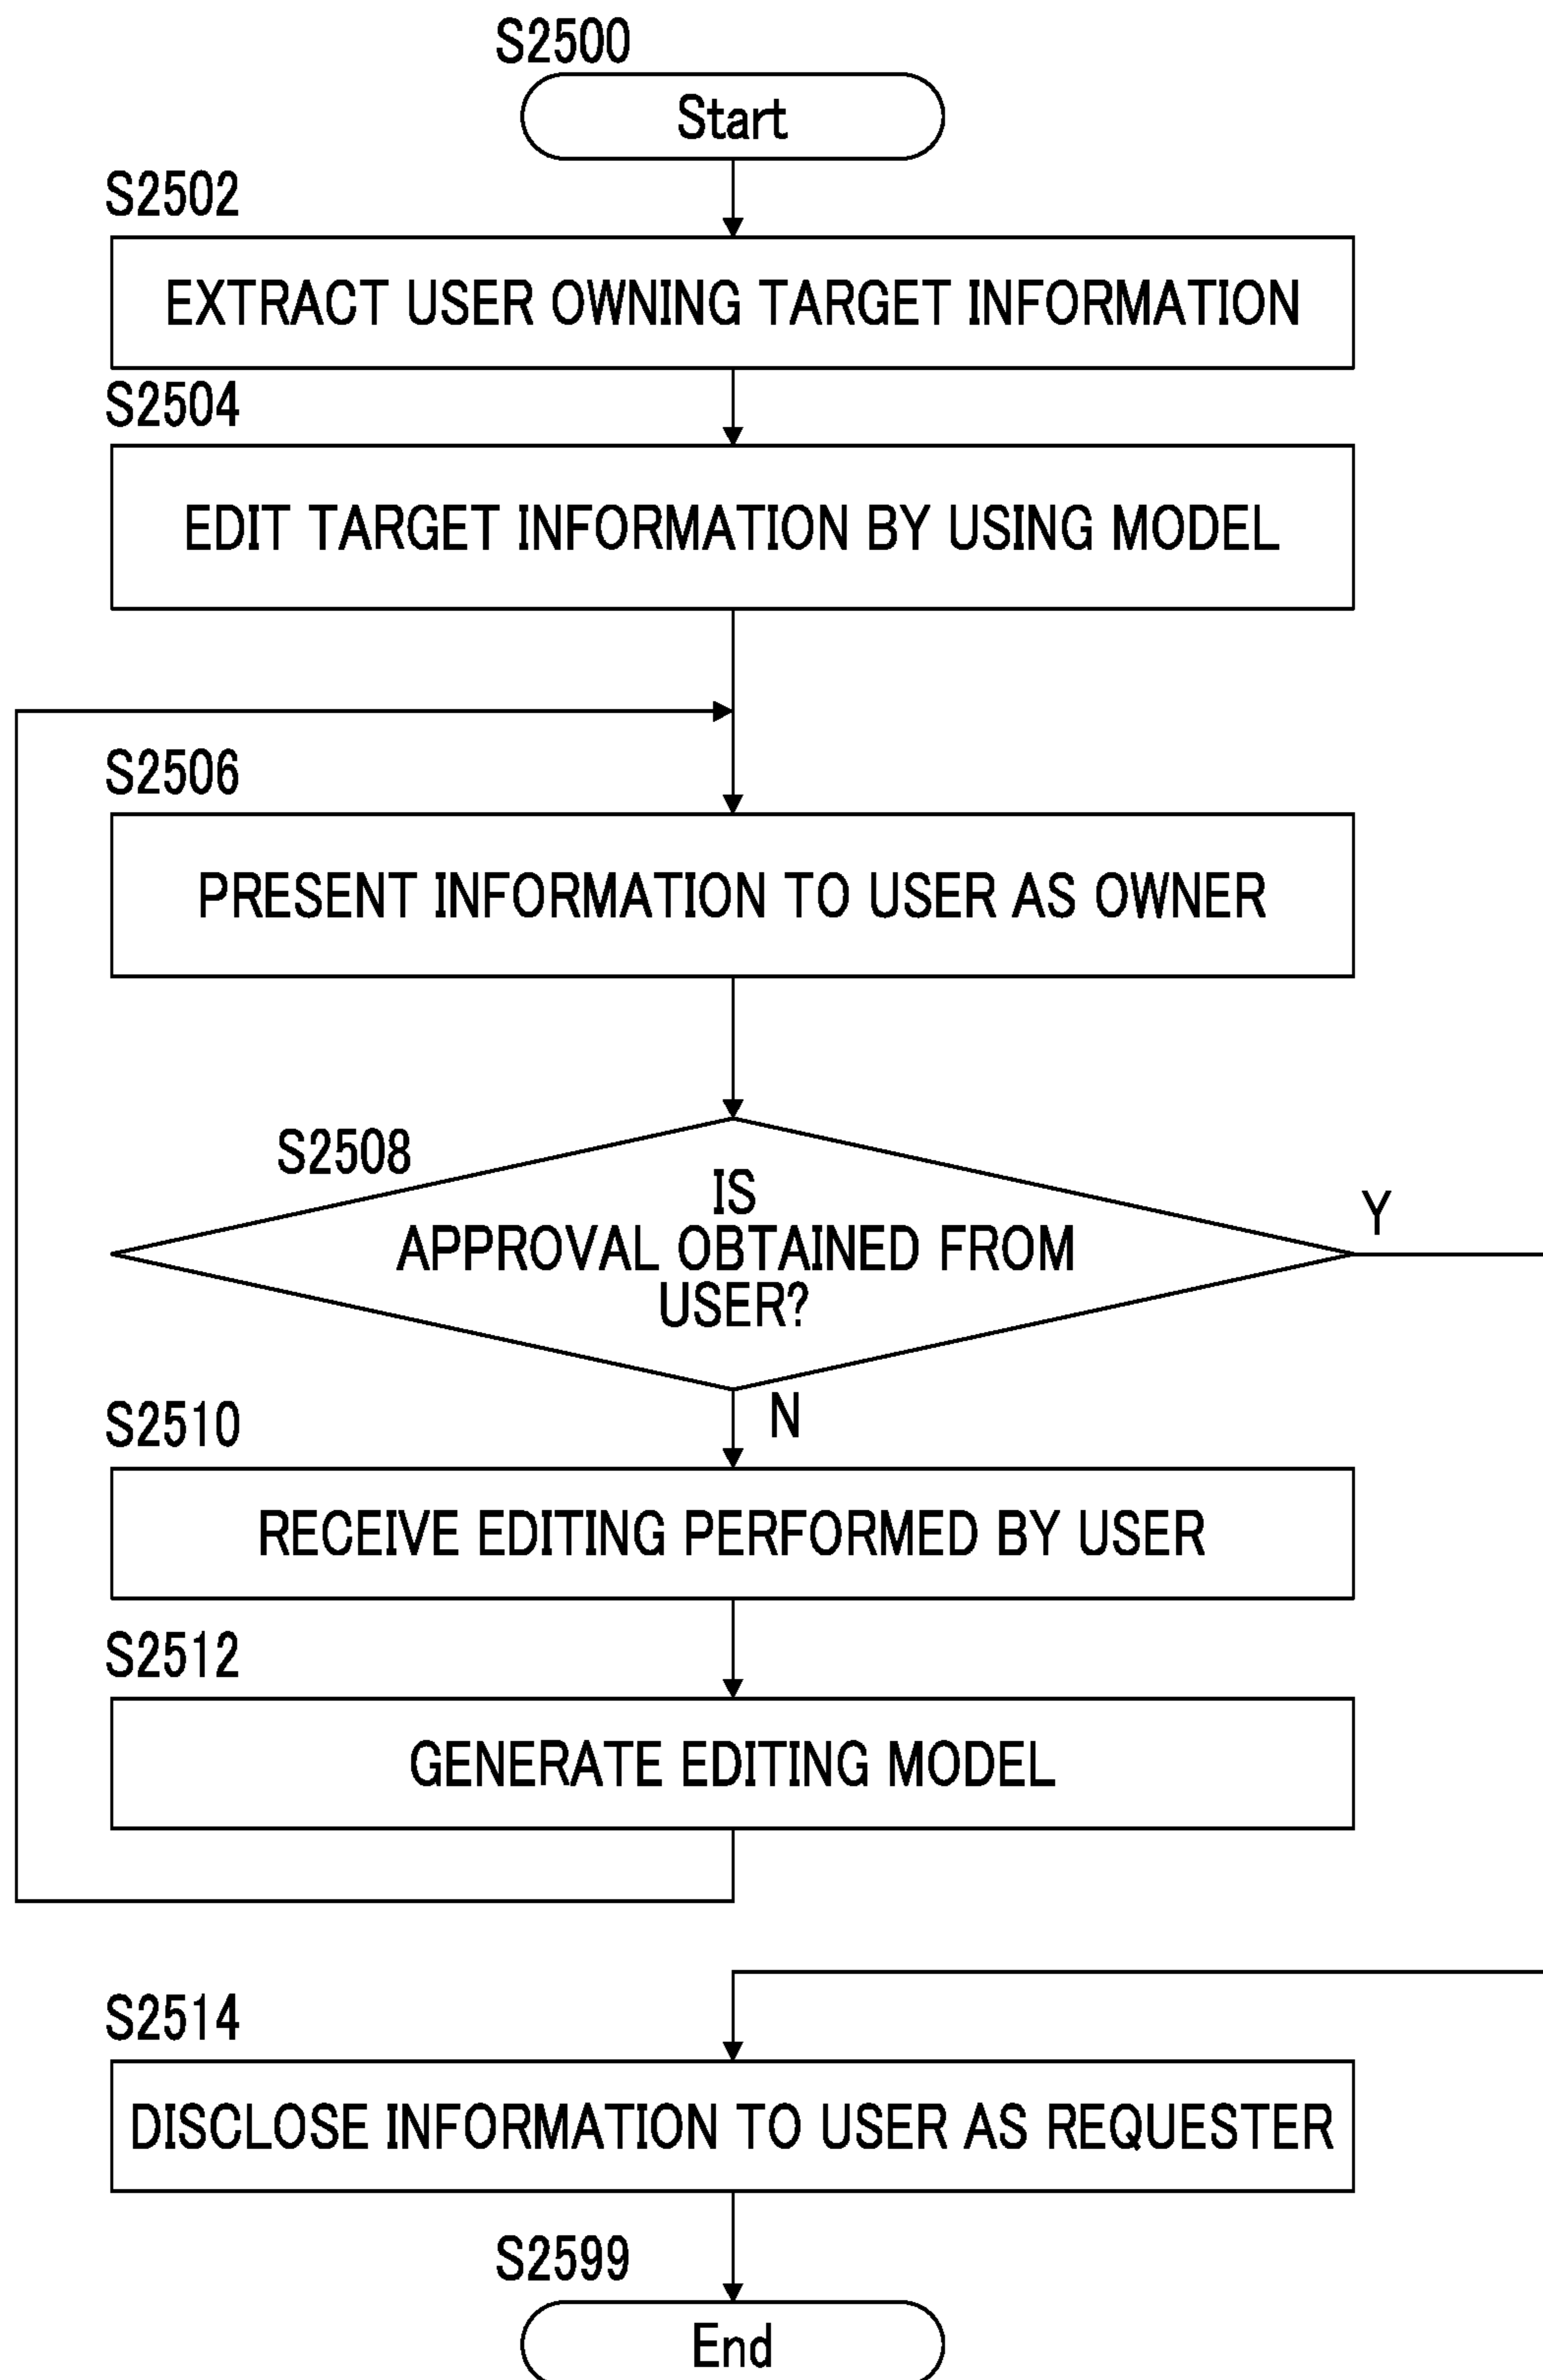 S2500
Start
S2502
EXTRACT USER OWNING TARGET INFORMATION
S2504
EDIT TARGET INFORMATION BY USING MODEL
S2506
PRESENT INFORMATION TO USER AS OWNER
S2508
IS
APPROVAL OBTAINED FROM
USER?
Y
N
S2510
RECEIVE EDITING PERFORMED BY USER
S2512
GENERATE EDITING MODEL
S2514
DISCLOSE INFORMATION TO USER AS REQUESTER
S2599
End